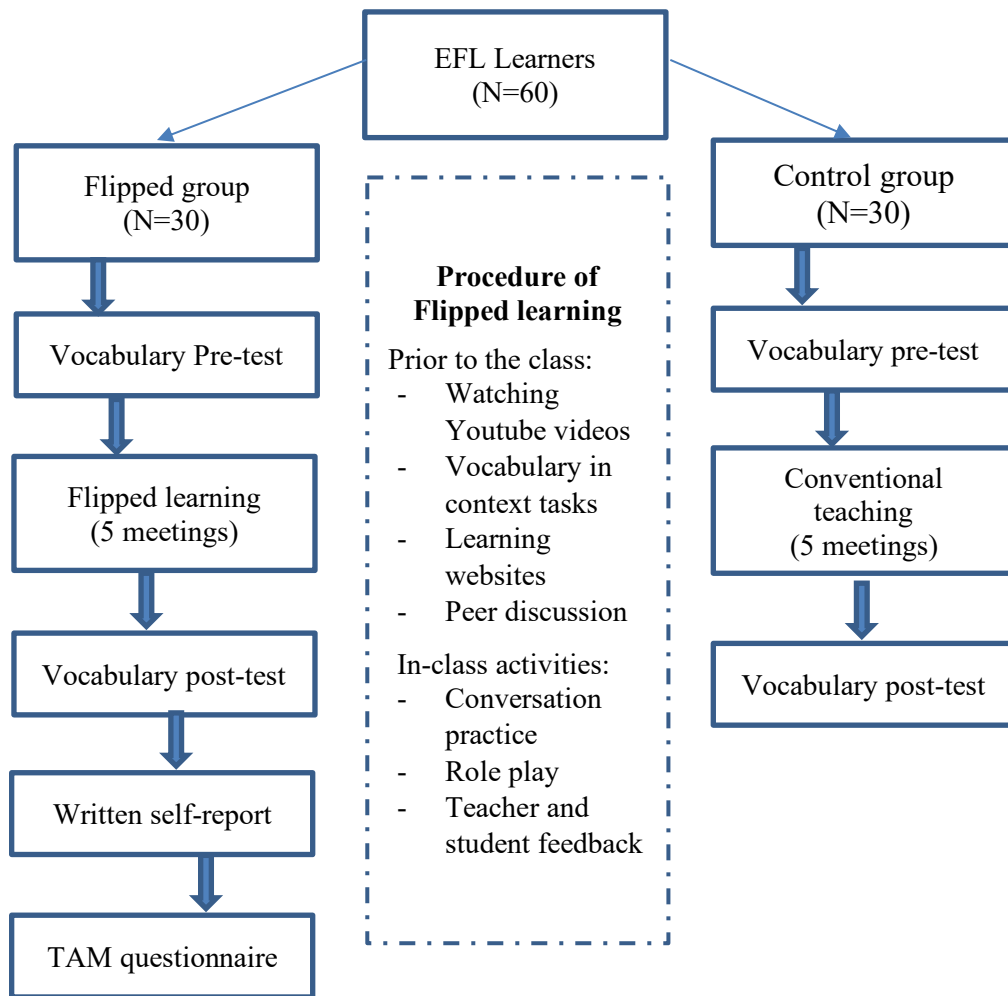 EFL Learners
(N=60)
Flipped group
(N=30)
Vocabulary Pre-test
Flipped learning
(5 meetings)
Vocabulary post-test
Written self-report
TAM questionnaire
Procedure of
Flipped learning
Prior to the class:
- Watching
Youtube videos
- Vocabulary in
context tasks
- Learning
websites
- Peer discussion
In-class activities:
- Conversation
practice
- Role play
- Teacher and
student feedback
Control group
(N=30)
Vocabulary pre-test
Conventional
teaching
(5 meetings)
Vocabulary post-test